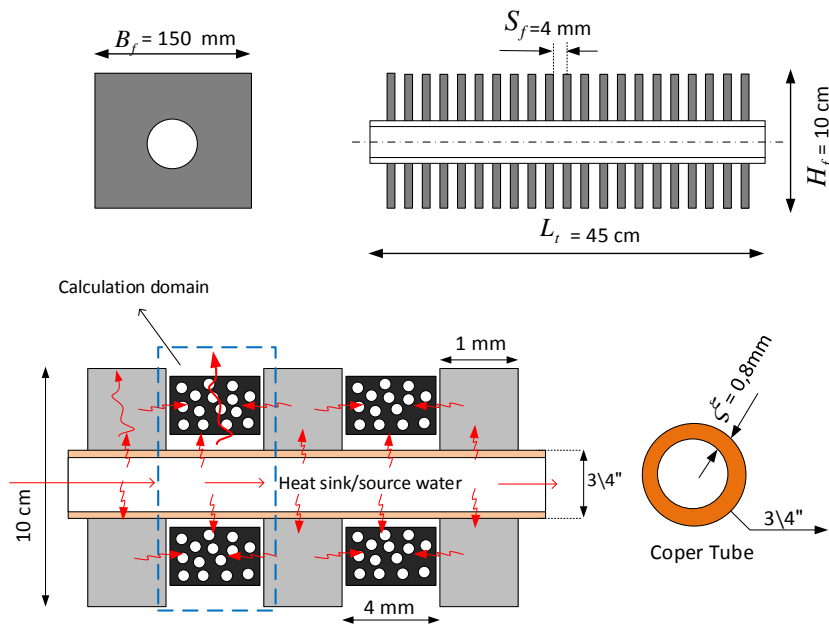 B_f = 150 mm
S_f=4 mm
H_f = 10 cm
L_t = 45 cm
Calculation domain
1 mm
ξ = 0,8mm
10 cm
Heat sink/source water
3\4"
3\4"
Coper Tube
4 mm